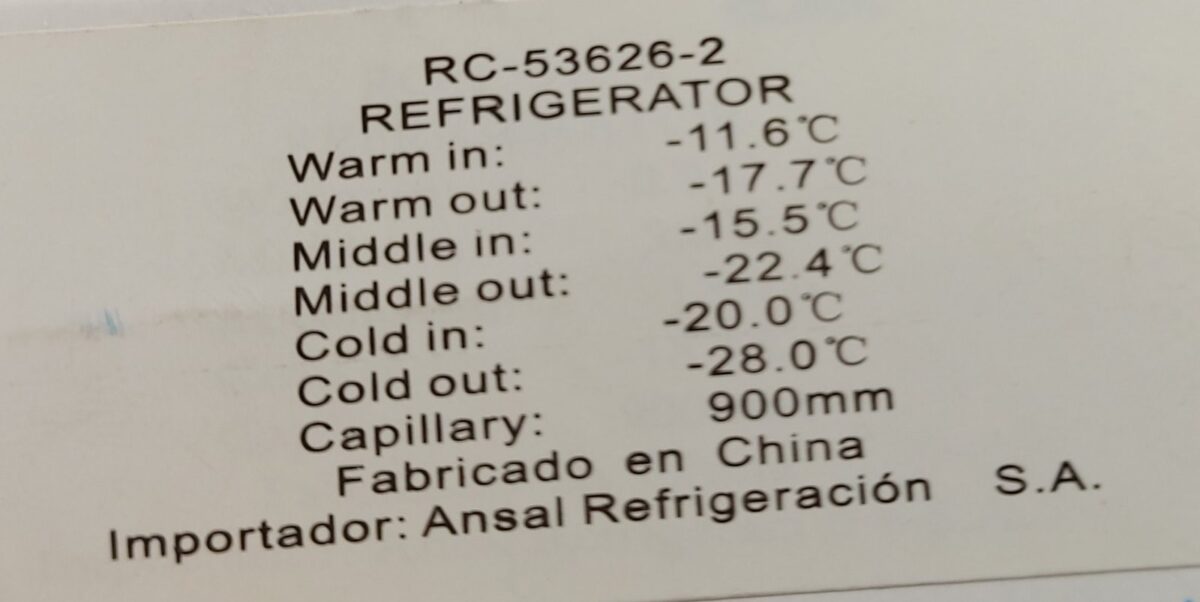 RC-53626-2
REFRIGERATOR
Warm in: -11.6℃
Warm out: -17.7℃
Middle in: -15.5℃
Middle out: -22.4℃
Cold in: -20.0℃
Cold out: -28.0℃
Capillary: 900mm
Fabricado en China
Importador: Ansal Refrigeración S.A.